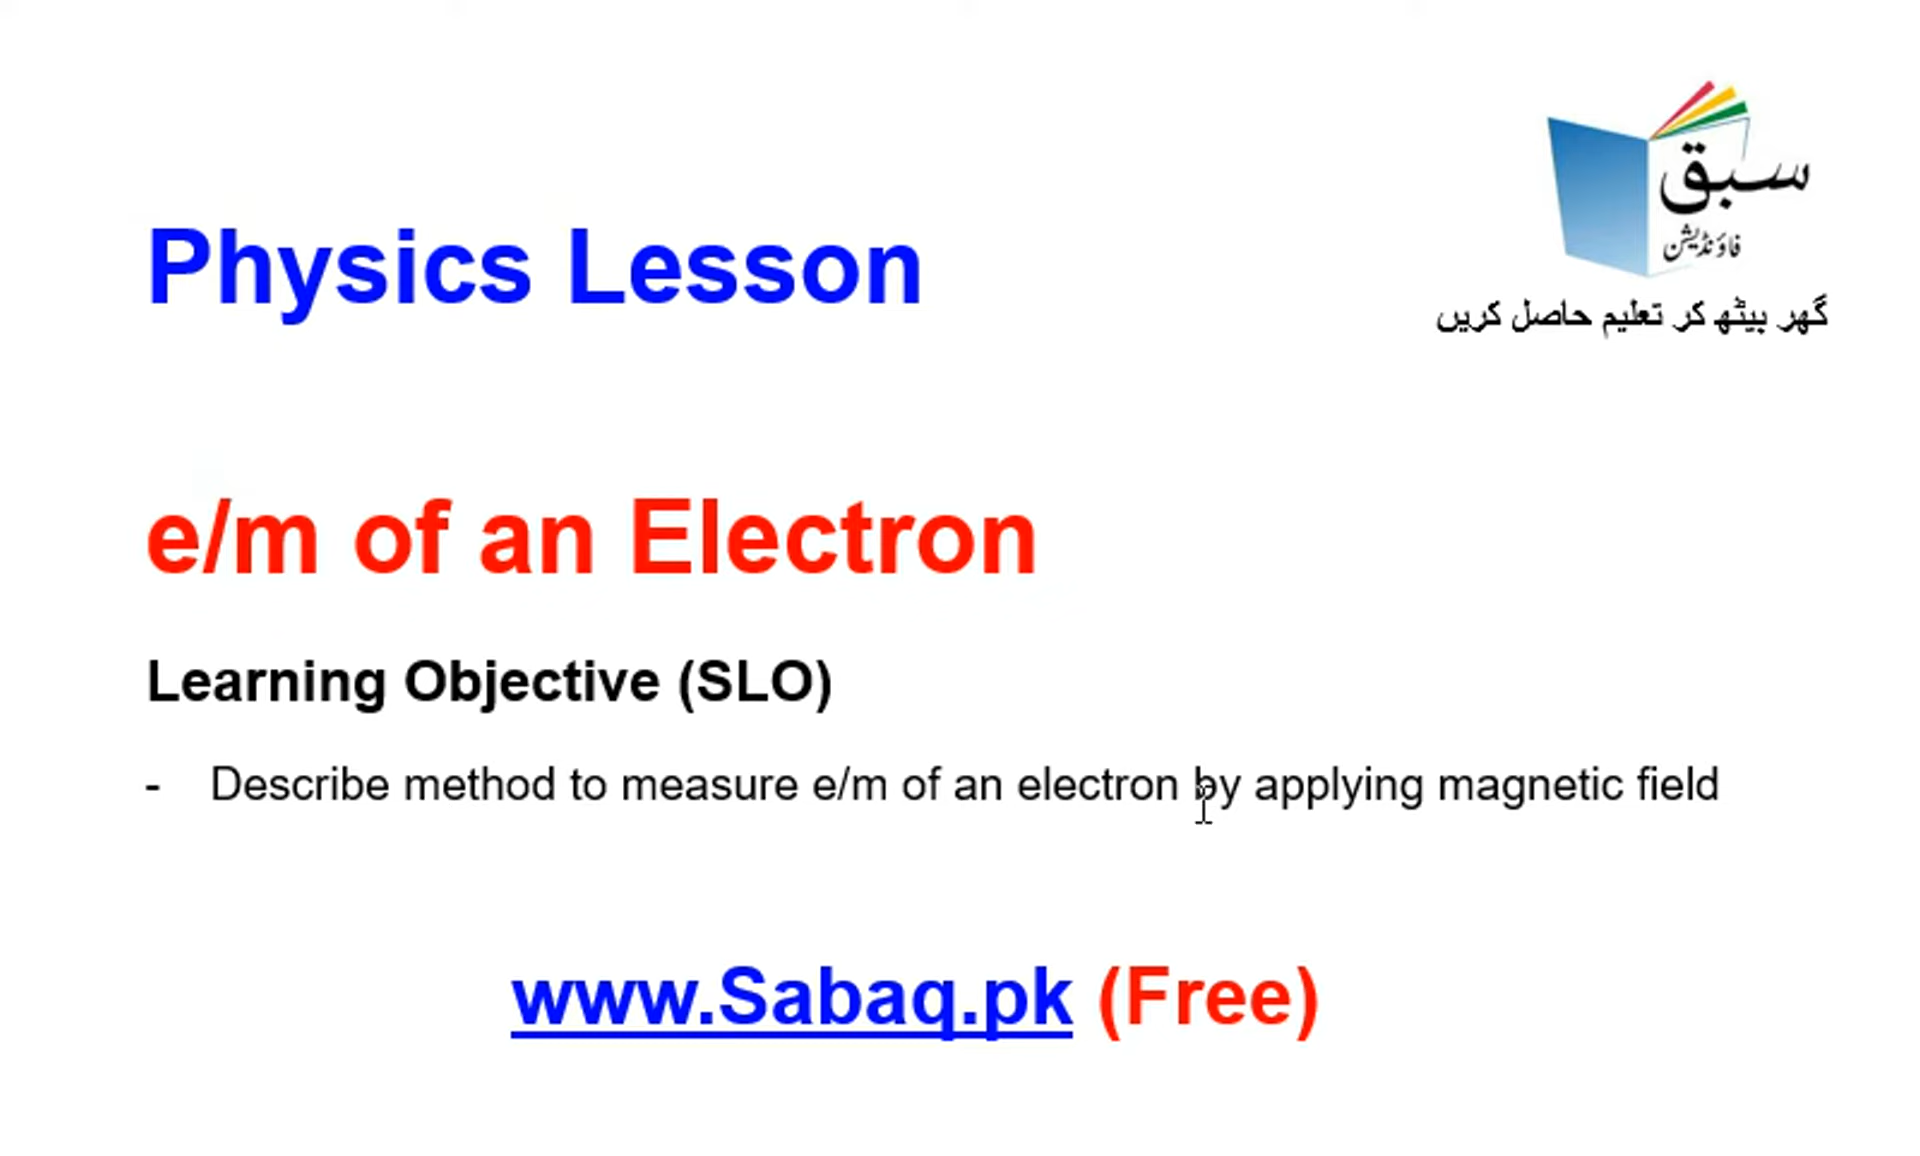 سبق
فاؤنڈیشن
گھر بیٹھ کر تعلیم حاصل کریں
Physics Lesson
e/m of an Electron
Learning Objective (SLO)
- Describe method to measure e/m of an electron by applying magnetic field
www.Sabaq.pk (Free)